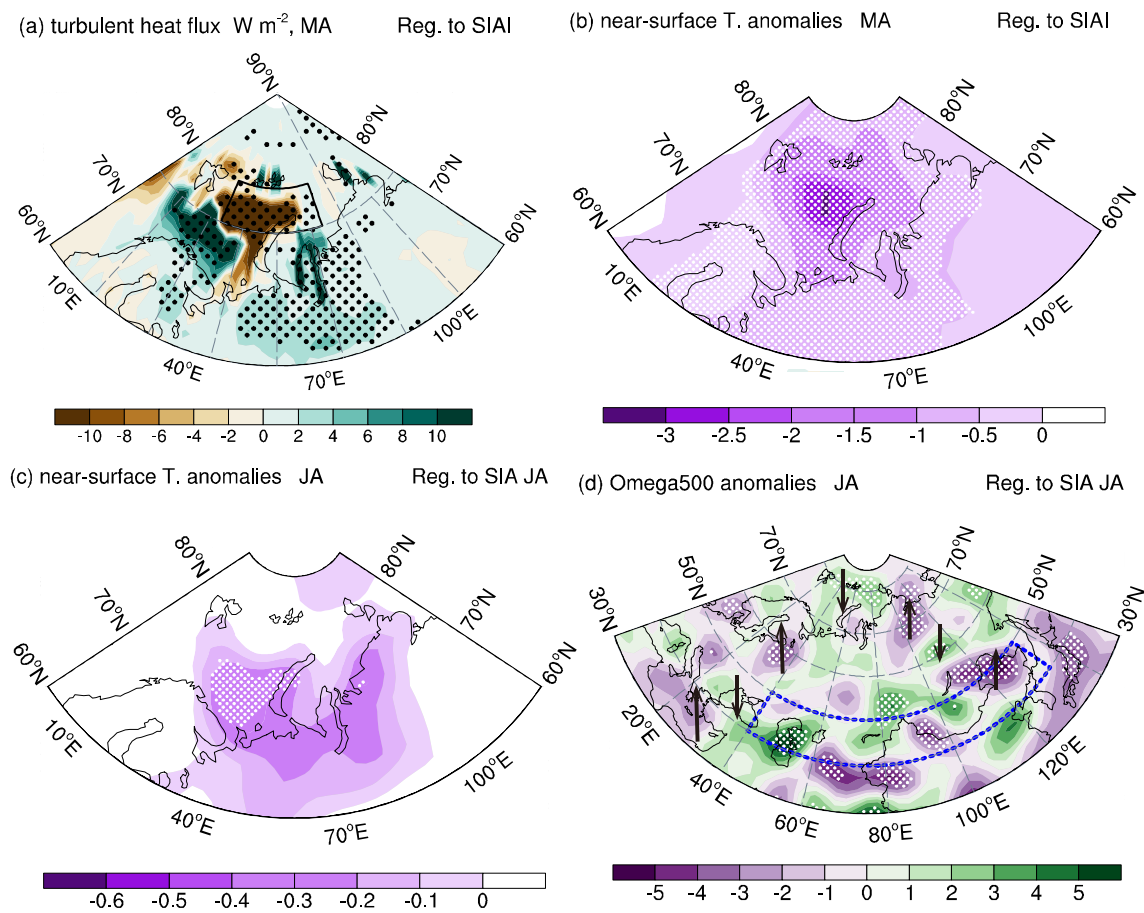 (a) turbulent heat flux W m⁻², MA Reg. to SIAI
90°N
80°N
80°N
70°N
70°N
60°N
60°N
10°E
100°E
40°E
70°E
-10 -8 -6 -4 -2 0 2 4 6 8 10
(b) near-surface T. anomalies MA Reg. to SIAI
80°N
80°N
70°N
70°N
60°N
60°N
10°E
100°E
40°E
70°E
-3 -2.5 -2 -1.5 -1 -0.5 0
(c) near-surface T. anomalies JA Reg. to SIA JA
80°N
80°N
70°N
70°N
60°N
60°N
10°E
100°E
40°E
70°E
-0.6 -0.5 -0.4 -0.3 -0.2 -0.1 0
(d) Omega500 anomalies JA Reg. to SIA JA
70°N
70°N
50°N
50°N
30°N
30°N
20°E
120°E
40°E
100°E
60°E
80°E
-5 -4 -3 -2 -1 0 1 2 3 4 5